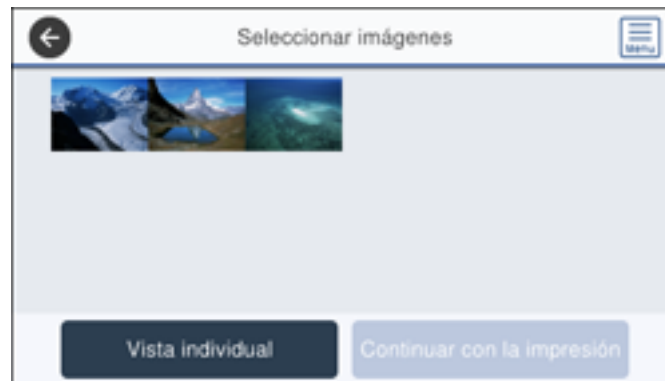 Seleccionar imágenes
Menu
Vista individual
Continuar con la impresión